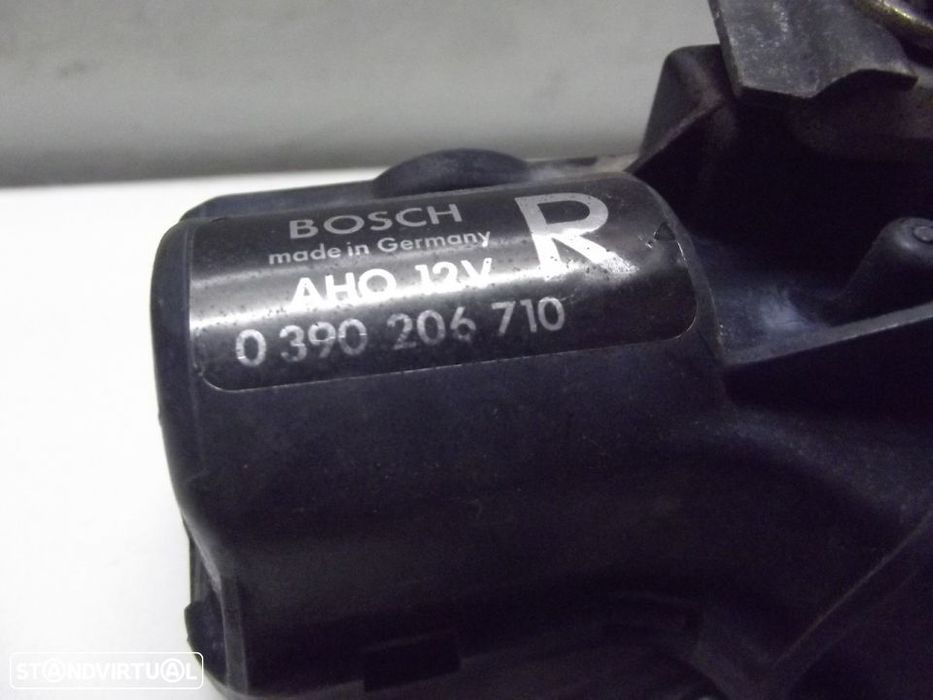 BOSCH
made in Germany
R
AHO 12V
0 390 206 710
STANDVIRTUAL